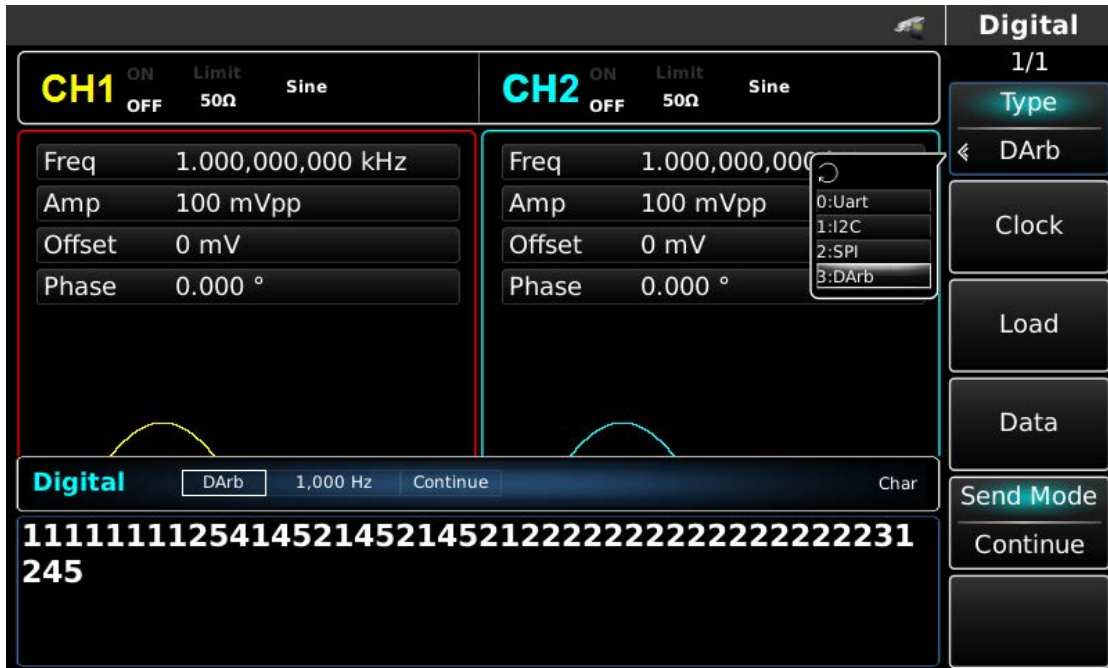 Digital
1/1
CH1 ON OFF Limit 50Ω Sine
CH2 ON OFF Limit 50Ω Sine
Type
DArb
Freq 1.000,000,000 kHz
Amp 100 mVpp
Offset 0 mV
Phase 0.000 °
Freq 1.000,000,000
Amp 100 mVpp
Offset 0 mV
Phase 0.000 °
0:Uart
1:I2C
2:SPI
3:DArb
Clock
Load
Data
Digital DArb 1,000 Hz Continue Char
11111111125414521452145212222222222222222231
245
Send Mode
Continue